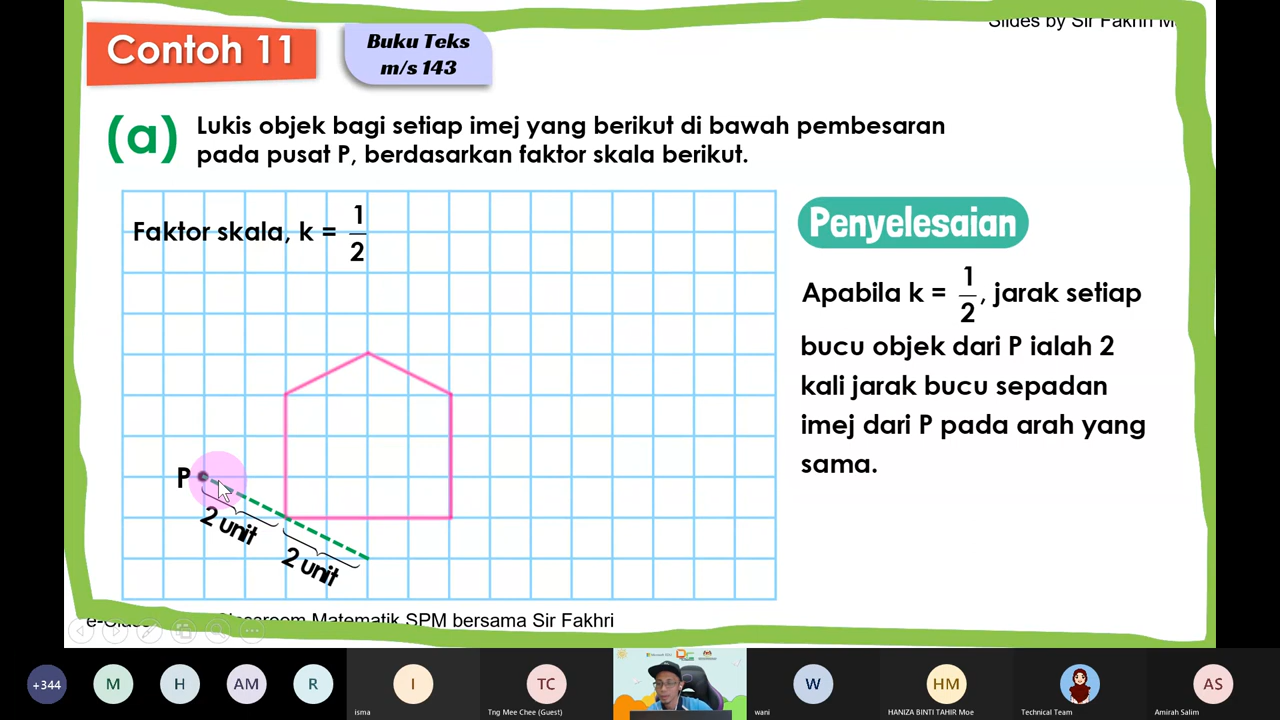 Slides by Sir Fakhri M
Contoh 11
Buku Teks
m/s 143
(a)
Lukis objek bagi setiap imej yang berikut di bawah pembesaran
pada pusat P, berdasarkan faktor skala berikut.
Faktor skala, k = 1/2
Penyelesaian
Apabila k = 1/2, jarak setiap
bucu objek dari P ialah 2
kali jarak bucu sepadan
imej dari P pada arah yang
sama.
P
2 unit
2 unit
Matematik SPM bersama Sir Fakhri
+344
M
H
AM
R
I
isma
TC
Tng Mee Chee (Guest)
W
wani
HM
HANIZA BINTI TAHIR Moe
Technical Team
AS
Amirah Salim